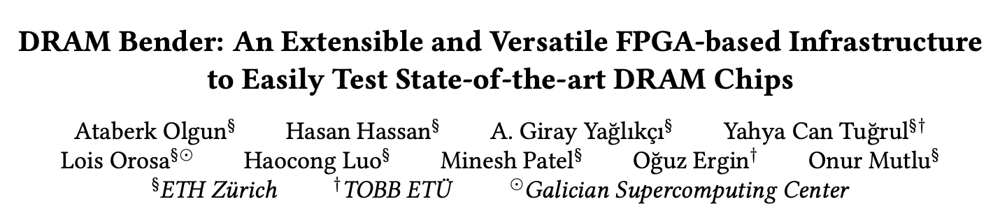 DRAM Bender: An Extensible and Versatile FPGA-based Infrastructure
to Easily Test State-of-the-art DRAM Chips
Ataberk Olgun§ Hasan Hassan§ A. Giray Yağlıkçı§ Yahya Can Tuğrul§†
Lois Orosa§⊙ Haocong Luo§ Minesh Patel§ Oğuz Ergin† Onur Mutlu§
§ETH Zürich †TOBB ETÜ ⊙Galician Supercomputing Center